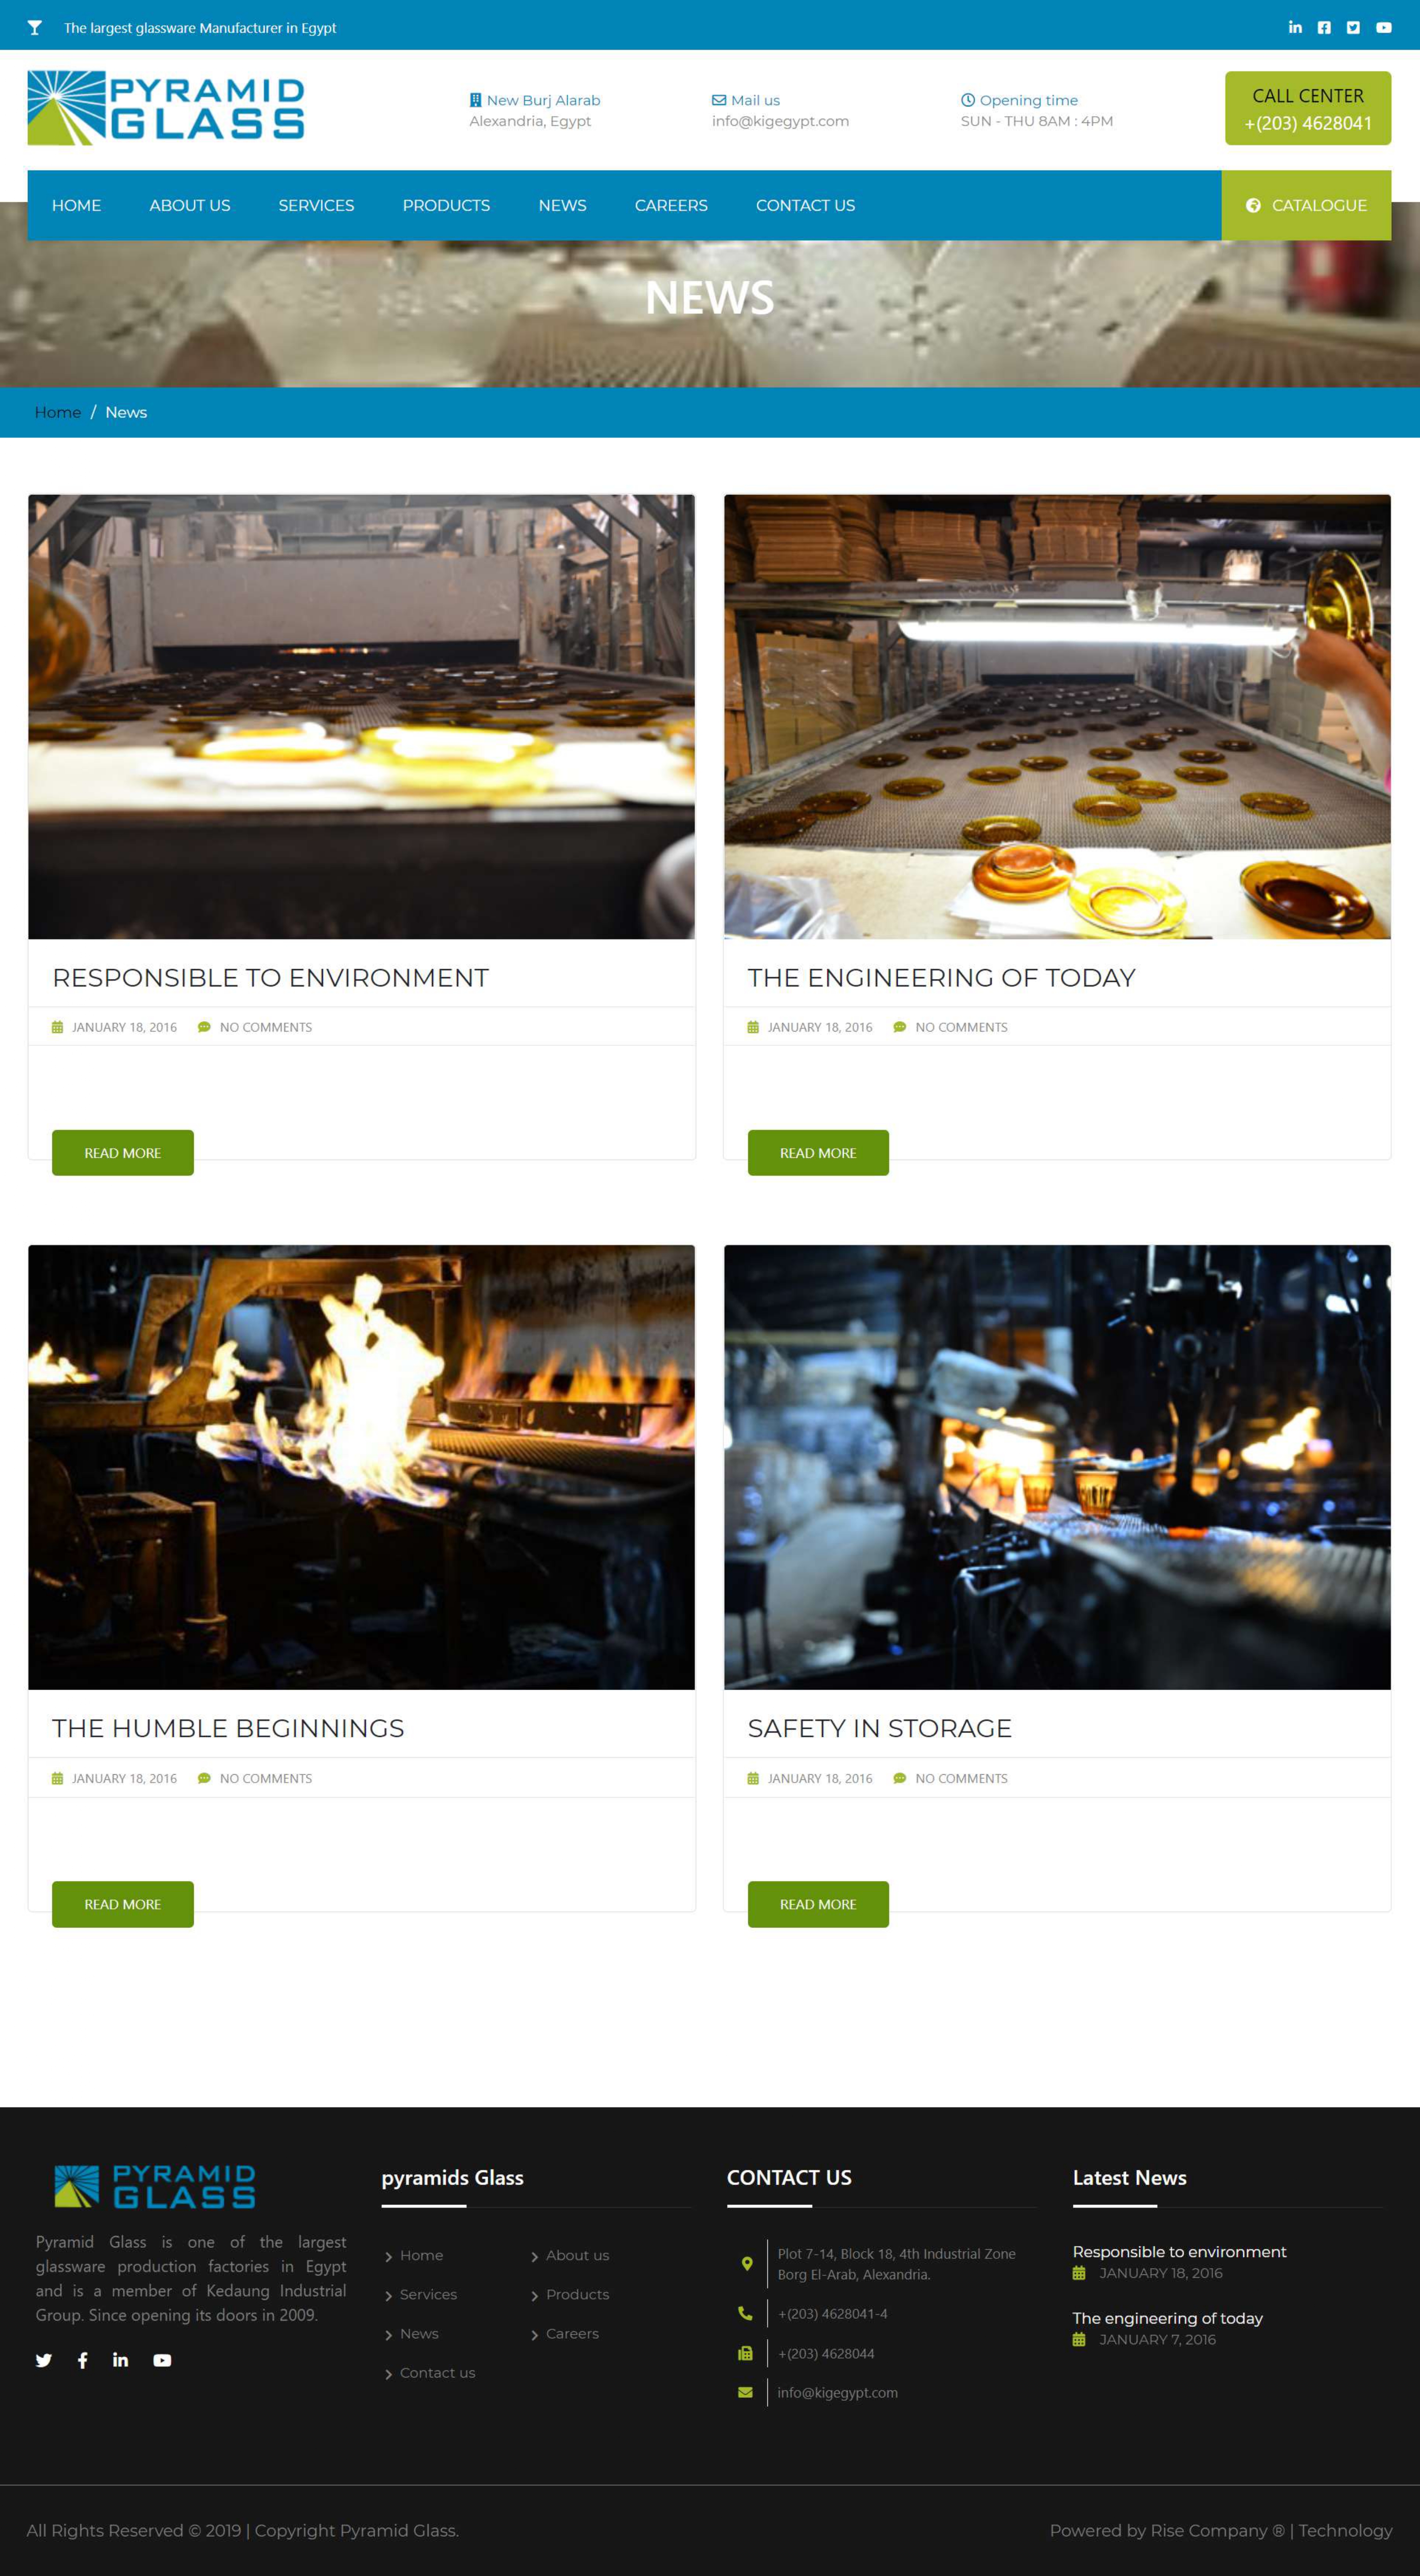 The largest glassware Manufacturer in Egypt
PYRAMID
GLASS
New Burj Alarab
Alexandria, Egypt
Mail us
info@kigegypt.com
Opening time
SUN - THU 8AM : 4PM
CALL CENTER
+(203) 4628041
HOME ABOUT US SERVICES PRODUCTS NEWS CAREERS CONTACT US CATALOGUE
NEWS
Home / News
RESPONSIBLE TO ENVIRONMENT
JANUARY 18, 2016 NO COMMENTS
READ MORE
THE ENGINEERING OF TODAY
JANUARY 18, 2016 NO COMMENTS
READ MORE
THE HUMBLE BEGINNINGS
JANUARY 18, 2016 NO COMMENTS
READ MORE
SAFETY IN STORAGE
JANUARY 18, 2016 NO COMMENTS
READ MORE
PYRAMID
GLASS
Pyramid Glass is one of the largest
glassware production factories in Egypt
and is a member of Kedaung Industrial
Group. Since opening its doors in 2009.
pyramids Glass
Home
About us
Services
Products
News
Careers
Contact us
CONTACT US
Plot 7-14, Block 18, 4th Industrial Zone
Borg El-Arab, Alexandria.
+(203) 4628041-4
+(203) 4628044
info@kigegypt.com
Latest News
Responsible to environment
JANUARY 18, 2016
The engineering of today
JANUARY 7, 2016
All Rights Reserved © 2019 | Copyright Pyramid Glass.
Powered by Rise Company ® | Technology